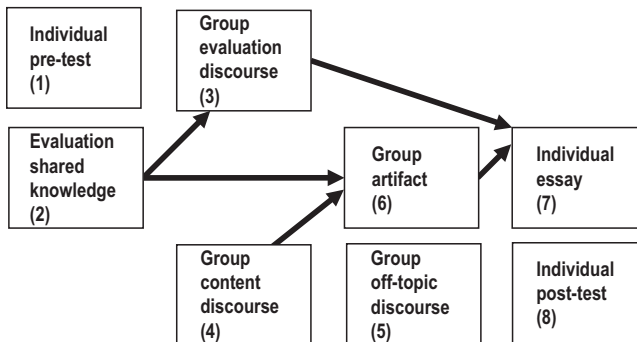 Individual
pre-test
(1)
Group
evaluation
discourse
(3)
Evaluation
shared
knowledge
(2)
Group
artifact
(6)
Individual
essay
(7)
Group
content
discourse
(4)
Group
off-topic
discourse
(5)
Individual
post-test
(8)